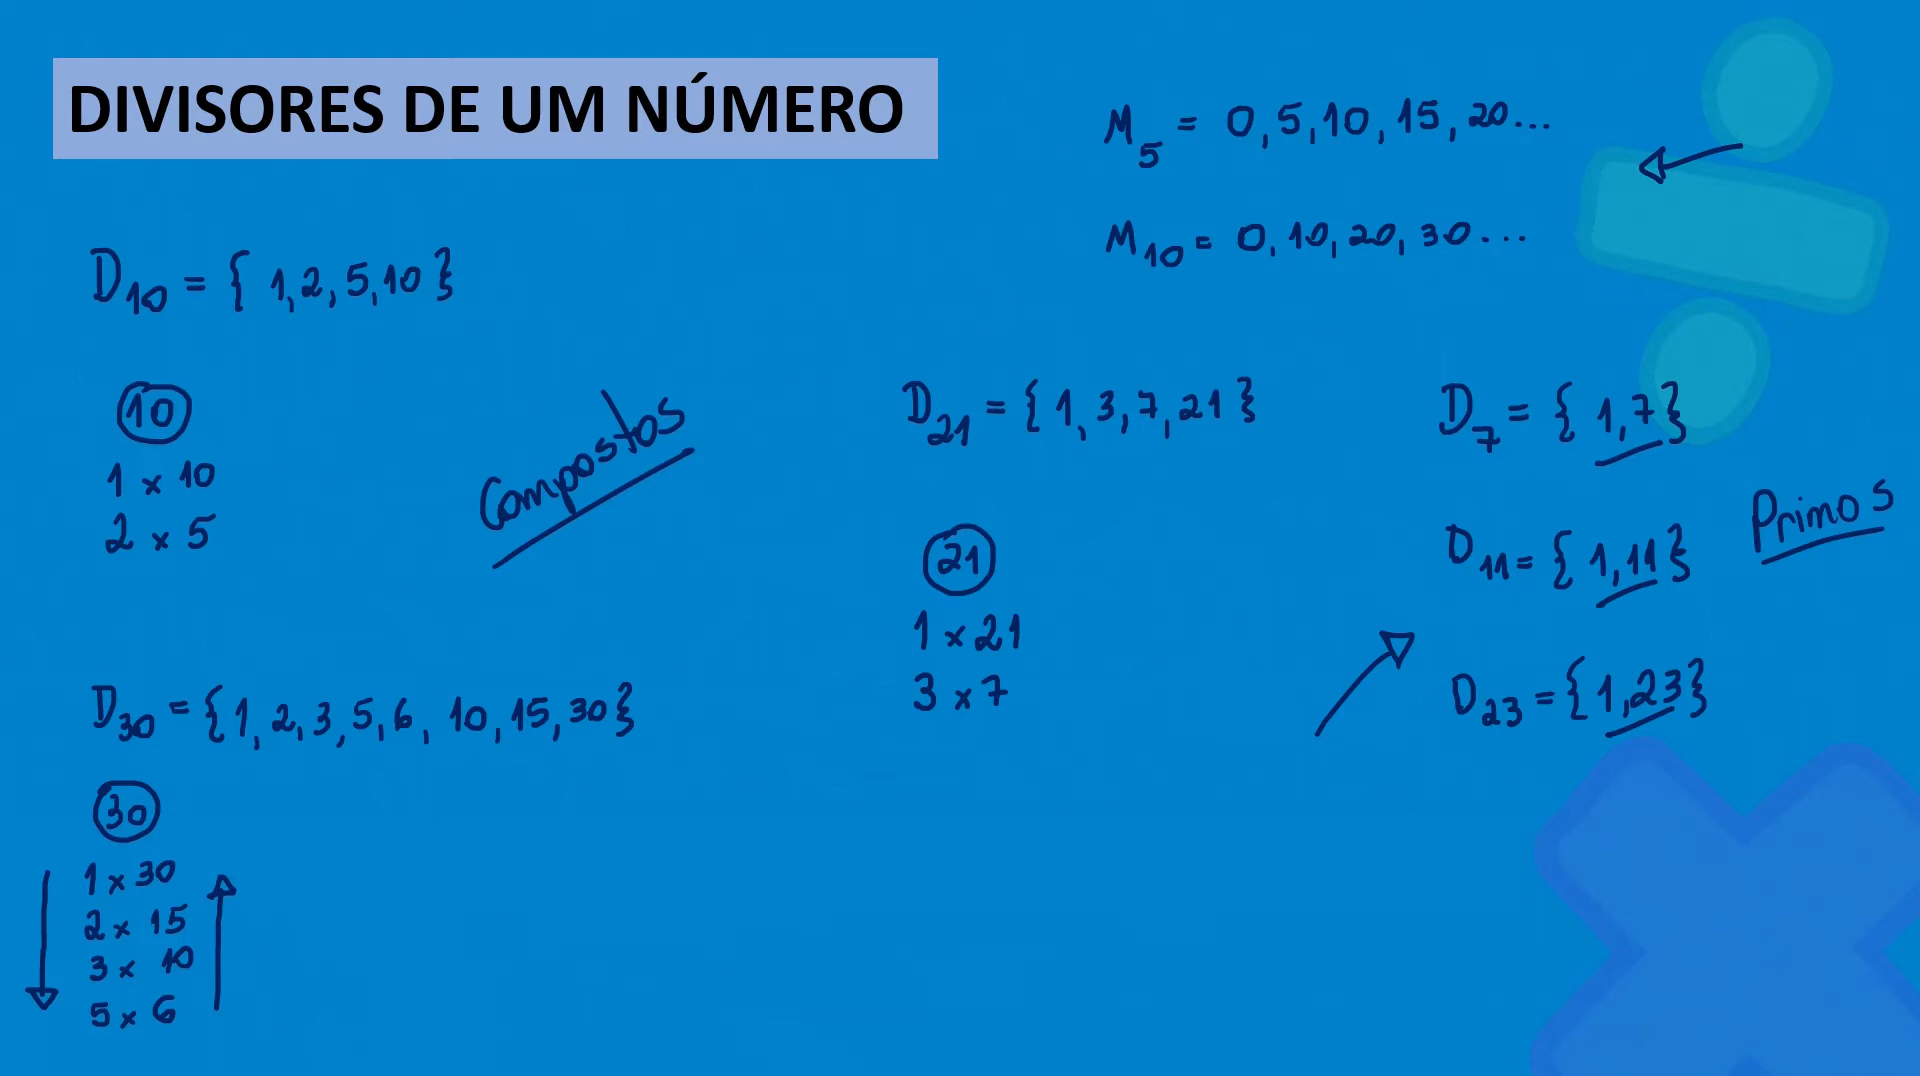 DIVISORES DE UM NÚMERO
M5 = 0, 5, 10, 15, 20...
M10 = 0, 10, 20, 30...
D10 = { 1, 2, 5, 10 }
10
1 x 10
2 x 5
Compostos
D30 = { 1, 2, 3, 5, 6, 10, 15, 30 }
30
1 x 30
2 x 15
3 x 10
5 x 6
D21 = { 1, 3, 7, 21 }
21
1 x 21
3 x 7
D7 = { 1, 7 }
D11 = { 1, 11 }
D23 = { 1, 23 }
Primos